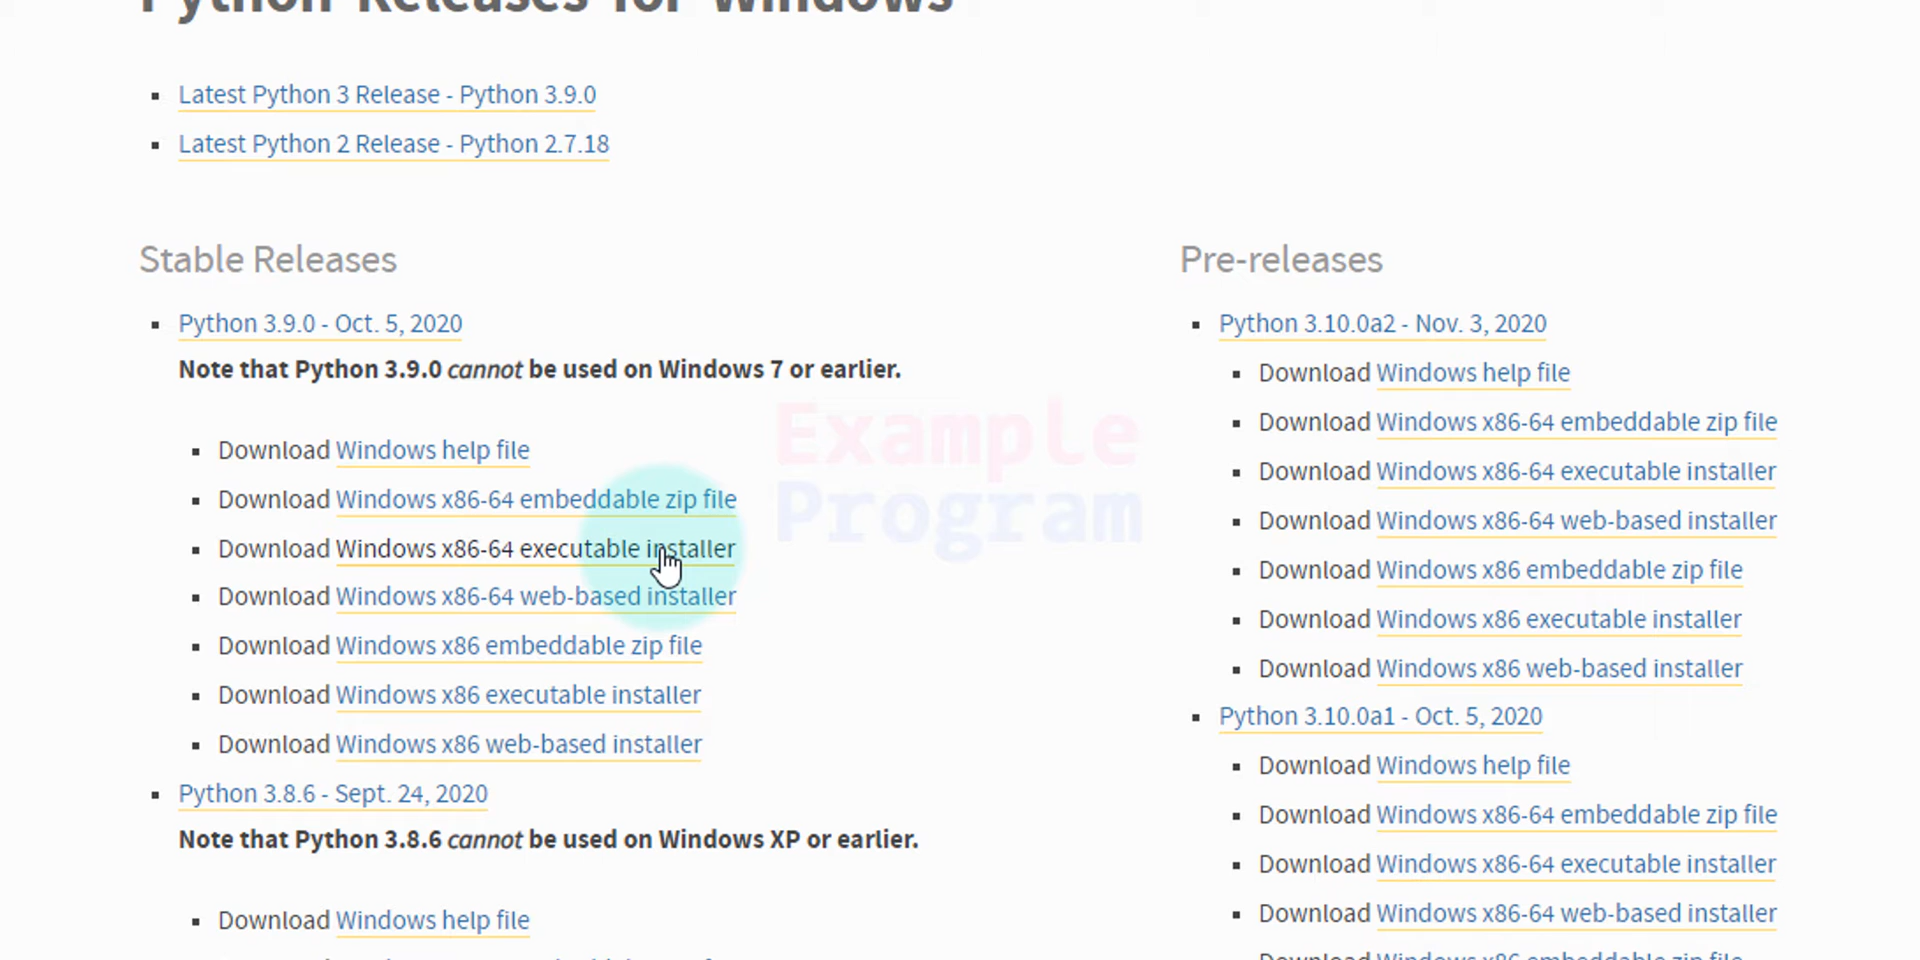 Python Releases for Windows
Latest Python 3 Release - Python 3.9.0
Latest Python 2 Release - Python 2.7.18
Stable Releases
Python 3.9.0 - Oct. 5, 2020
Note that Python 3.9.0 cannot be used on Windows 7 or earlier.
Download Windows help file
Download Windows x86-64 embeddable zip file
Download Windows x86-64 executable installer
Download Windows x86-64 web-based installer
Download Windows x86 embeddable zip file
Download Windows x86 executable installer
Download Windows x86 web-based installer
Python 3.8.6 - Sept. 24, 2020
Note that Python 3.8.6 cannot be used on Windows XP or earlier.
Download Windows help file
Example
Program
Pre-releases
Python 3.10.0a2 - Nov. 3, 2020
Download Windows help file
Download Windows x86-64 embeddable zip file
Download Windows x86-64 executable installer
Download Windows x86-64 web-based installer
Download Windows x86 embeddable zip file
Download Windows x86 executable installer
Download Windows x86 web-based installer
Python 3.10.0a1 - Oct. 5, 2020
Download Windows help file
Download Windows x86-64 embeddable zip file
Download Windows x86-64 executable installer
Download Windows x86-64 web-based installer